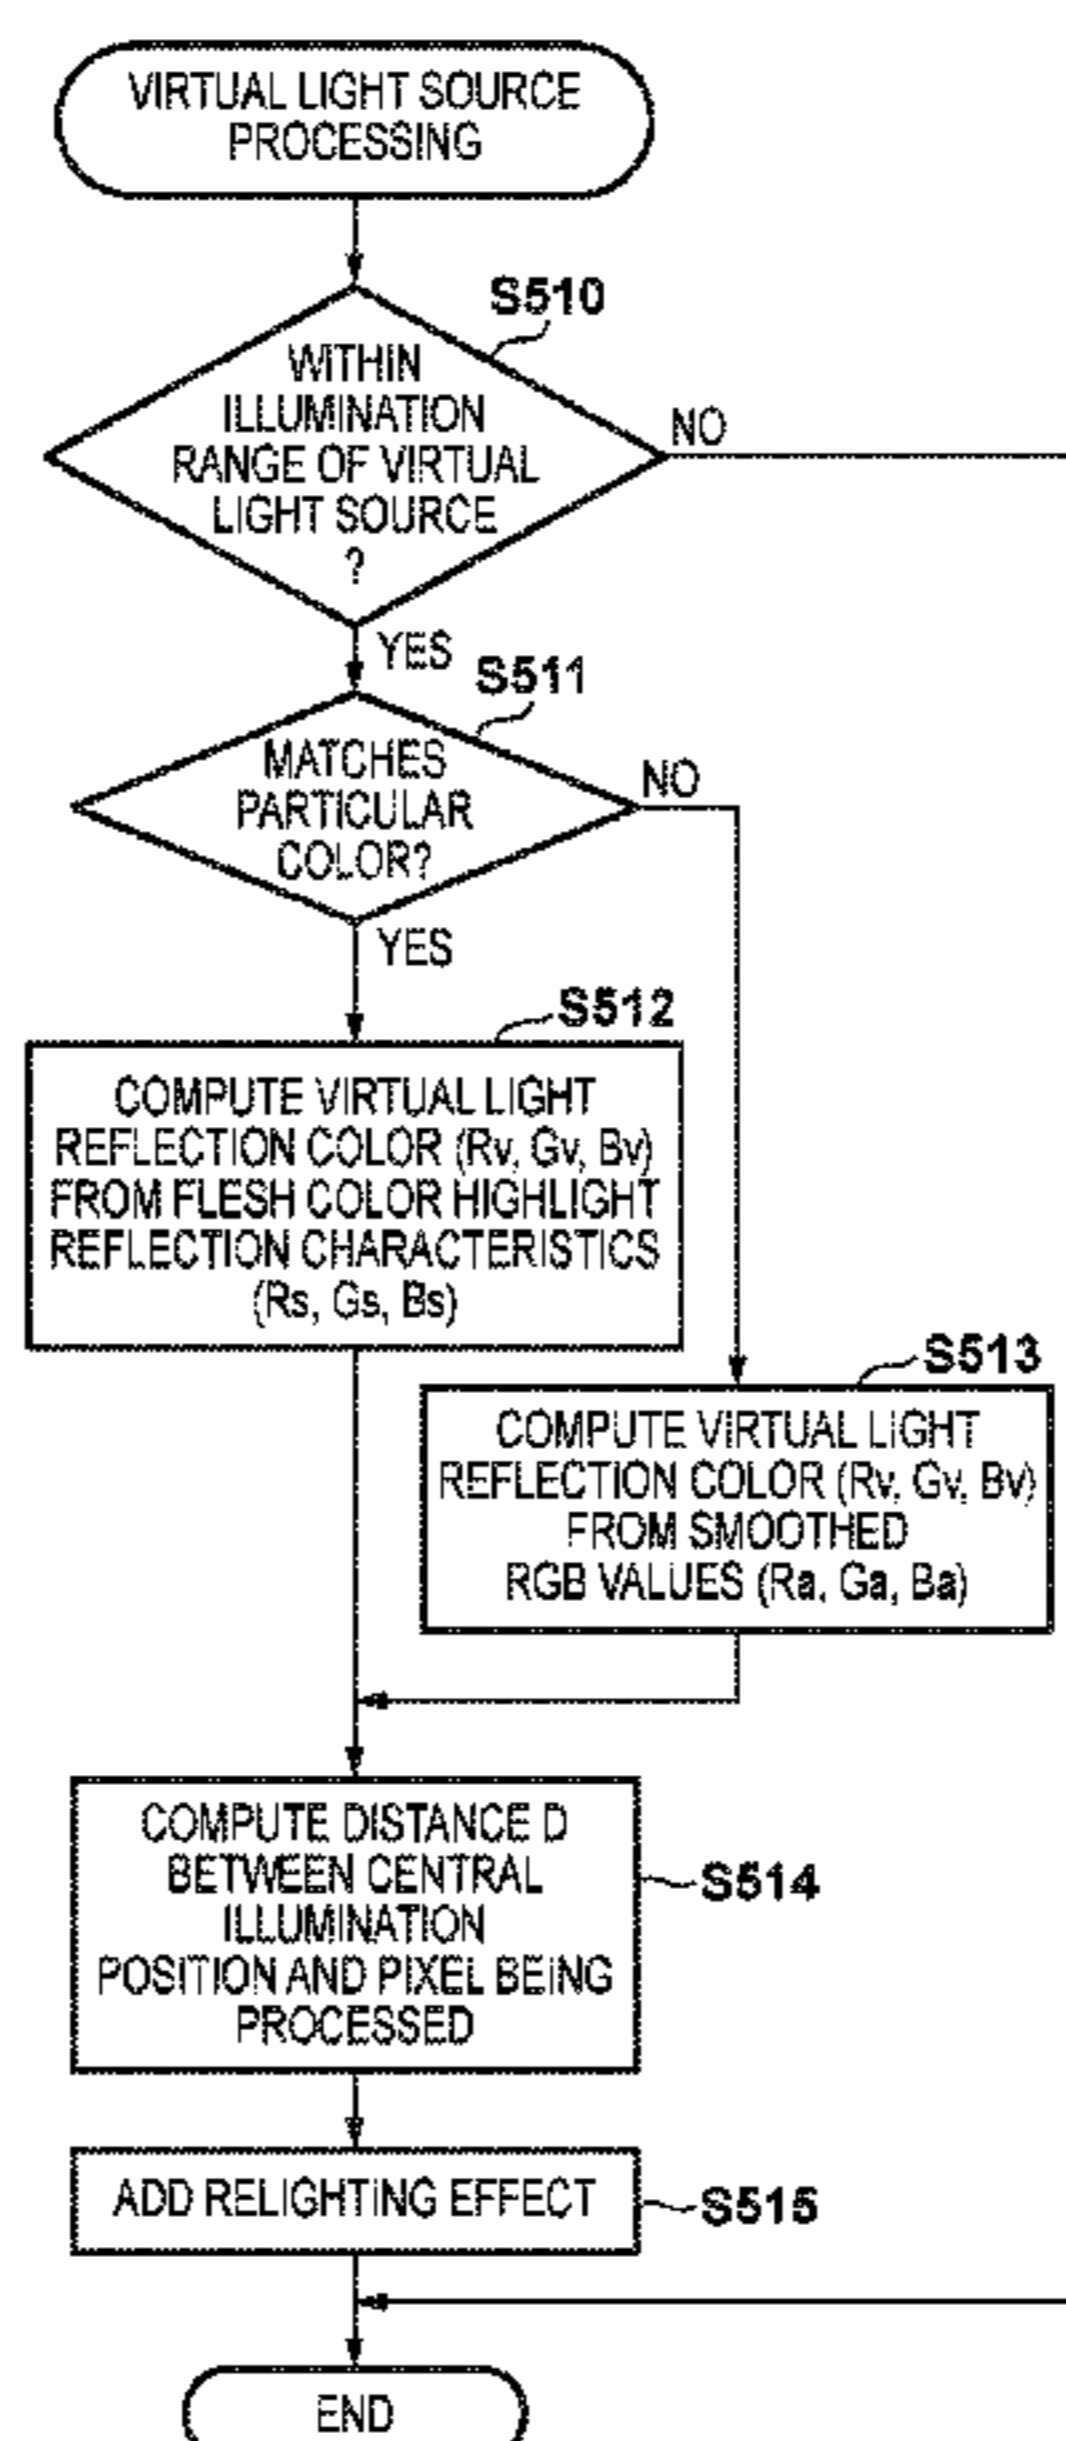 VIRTUAL LIGHT SOURCE
PROCESSING
S510
WITHIN
ILLUMINATION
RANGE OF VIRTUAL
LIGHT SOURCE
?
NO
YES
S511
MATCHES
PARTICULAR
COLOR?
NO
YES
S512
COMPUTE VIRTUAL LIGHT
REFLECTION COLOR (Rv, Gv, Bv)
FROM FLESH COLOR HIGHLIGHT
REFLECTION CHARACTERISTICS
(Rs, Gs, Bs)
S513
COMPUTE VIRTUAL LIGHT
REFLECTION COLOR (Rv, Gv, Bv)
FROM SMOOTHED
RGB VALUES (Ra, Ga, Ba)
COMPUTE DISTANCE D
BETWEEN CENTRAL
ILLUMINATION
POSITION AND PIXEL BEING
PROCESSED
S514
ADD RELIGHTING EFFECT
S515
END